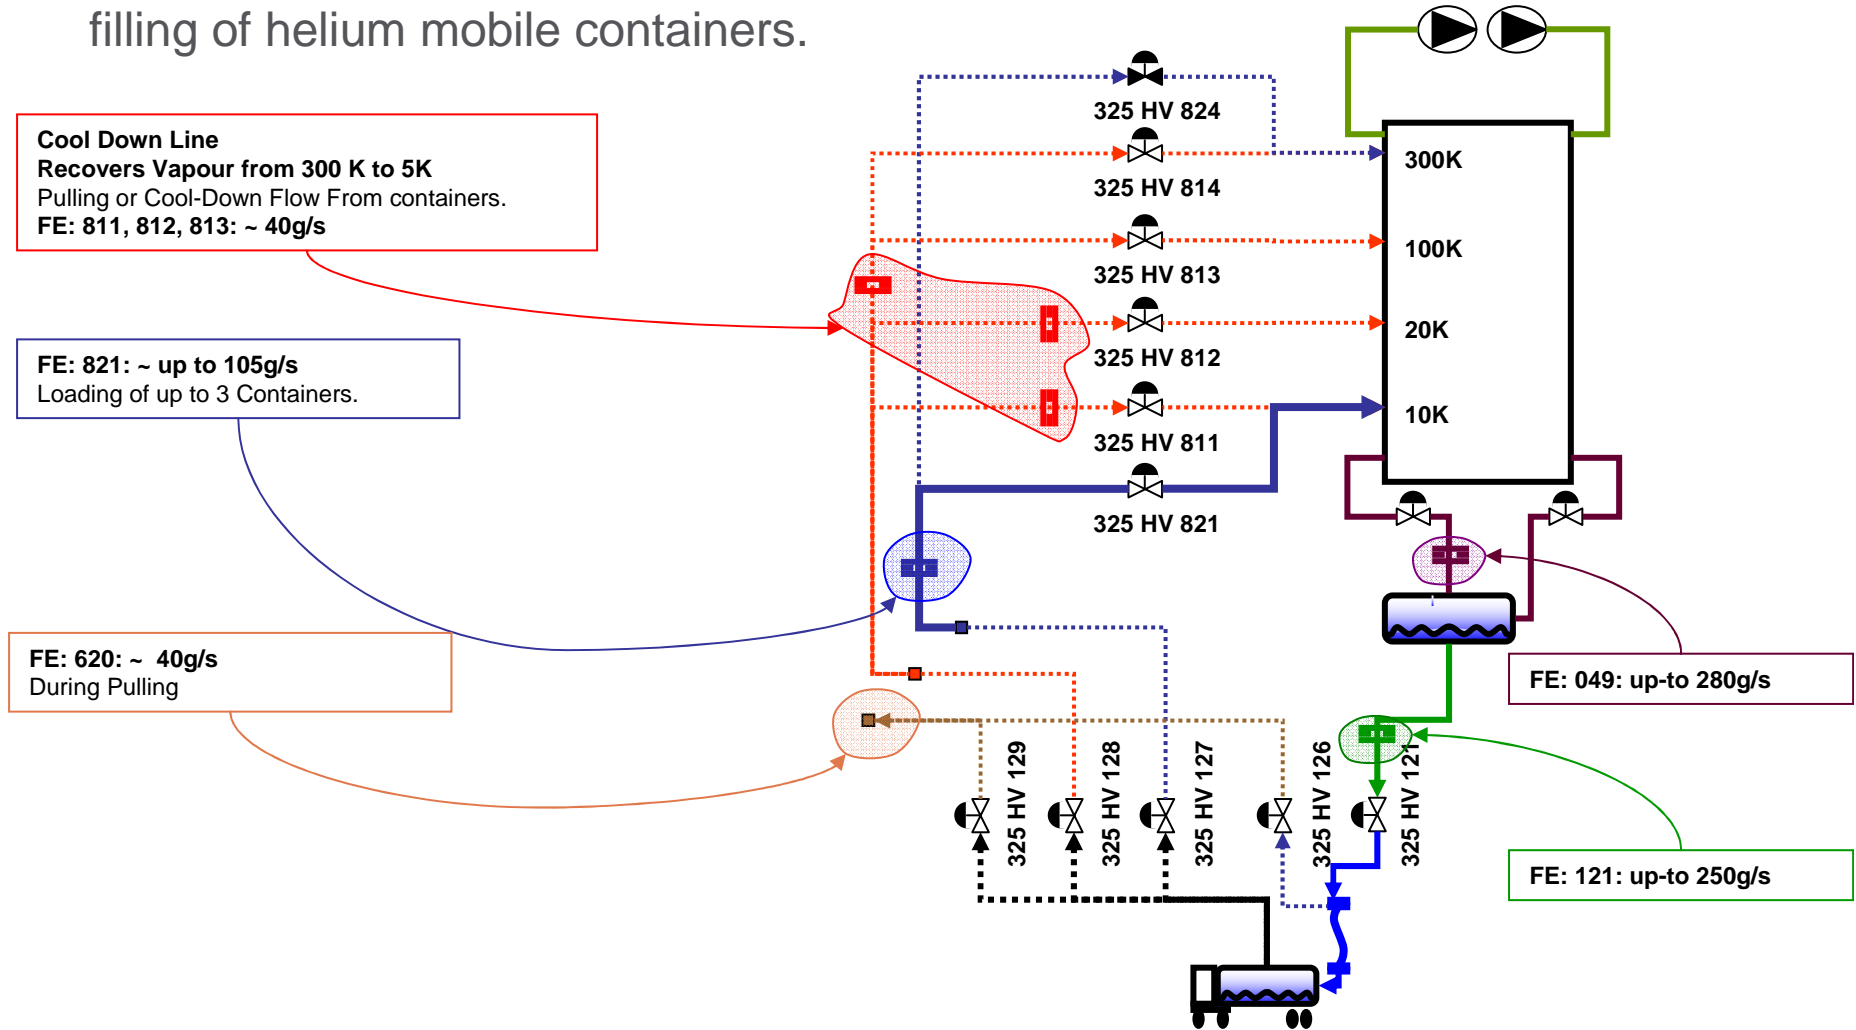 filling of helium mobile containers.
Cool Down Line
Recovers Vapour from 300 K to 5K
Pulling or Cool-Down Flow From containers.
FE: 811, 812, 813: ~ 40g/s
FE: 821: ~ up to 105g/s
Loading of up to 3 Containers.
FE: 620: ~  40g/s
During Pulling
325 HV 824
325 HV 814
325 HV 813
325 HV 812
325 HV 811
325 HV 821
300K
100K
20K
10K
FE: 049: up-to 280g/s
FE: 121: up-to 250g/s
325 HV 129
325 HV 128
325 HV 127
325 HV 126
325 HV 121